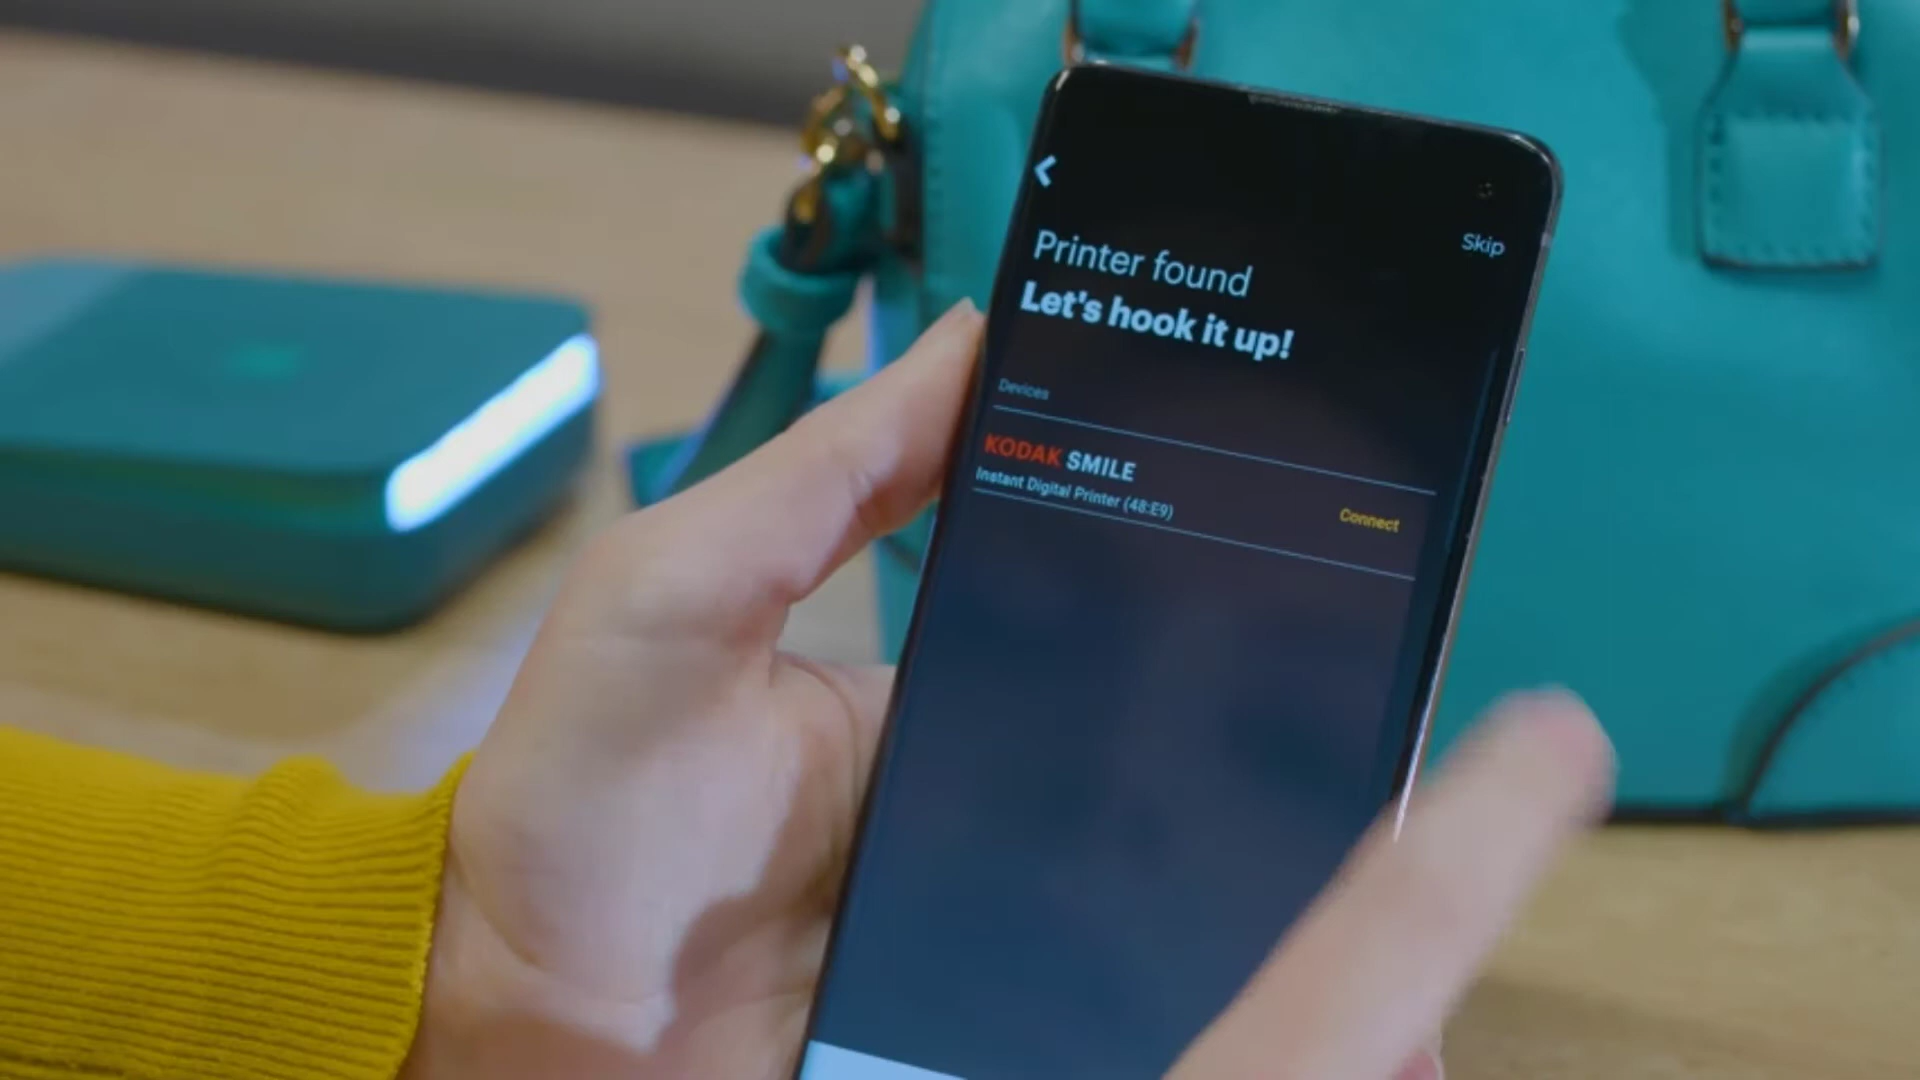 Skip
Printer found
Let's hook it up!
Devices
KODAK SMILE
Instant Digital Printer (48:E9)
Connect